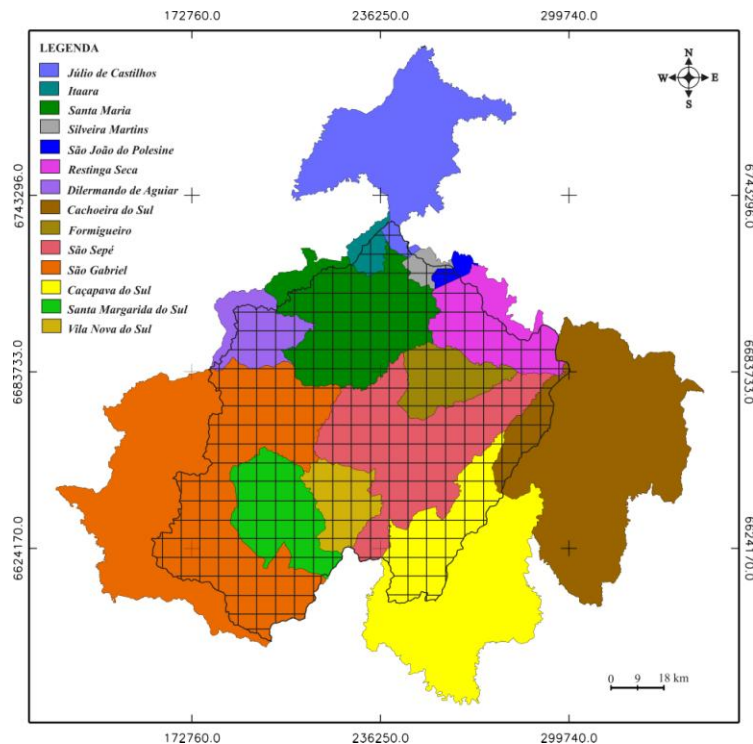 172760.0 236250.0 299740.0
LEGENDA
Júlio de Castilhos
Itaara
Santa Maria
Silveira Martins
São João do Polesine
Restinga Seca
Dilermando de Aguiar
Cachoeira do Sul
Formigueiro
São Sepé
São Gabriel
Caçapava do Sul
Santa Margarida do Sul
Vila Nova do Sul
N
W E
S
6743296.0 6743296.0
6683733.0 6683733.0
6624170.0 6624170.0
0 9 18 km
172760.0 236250.0 299740.0